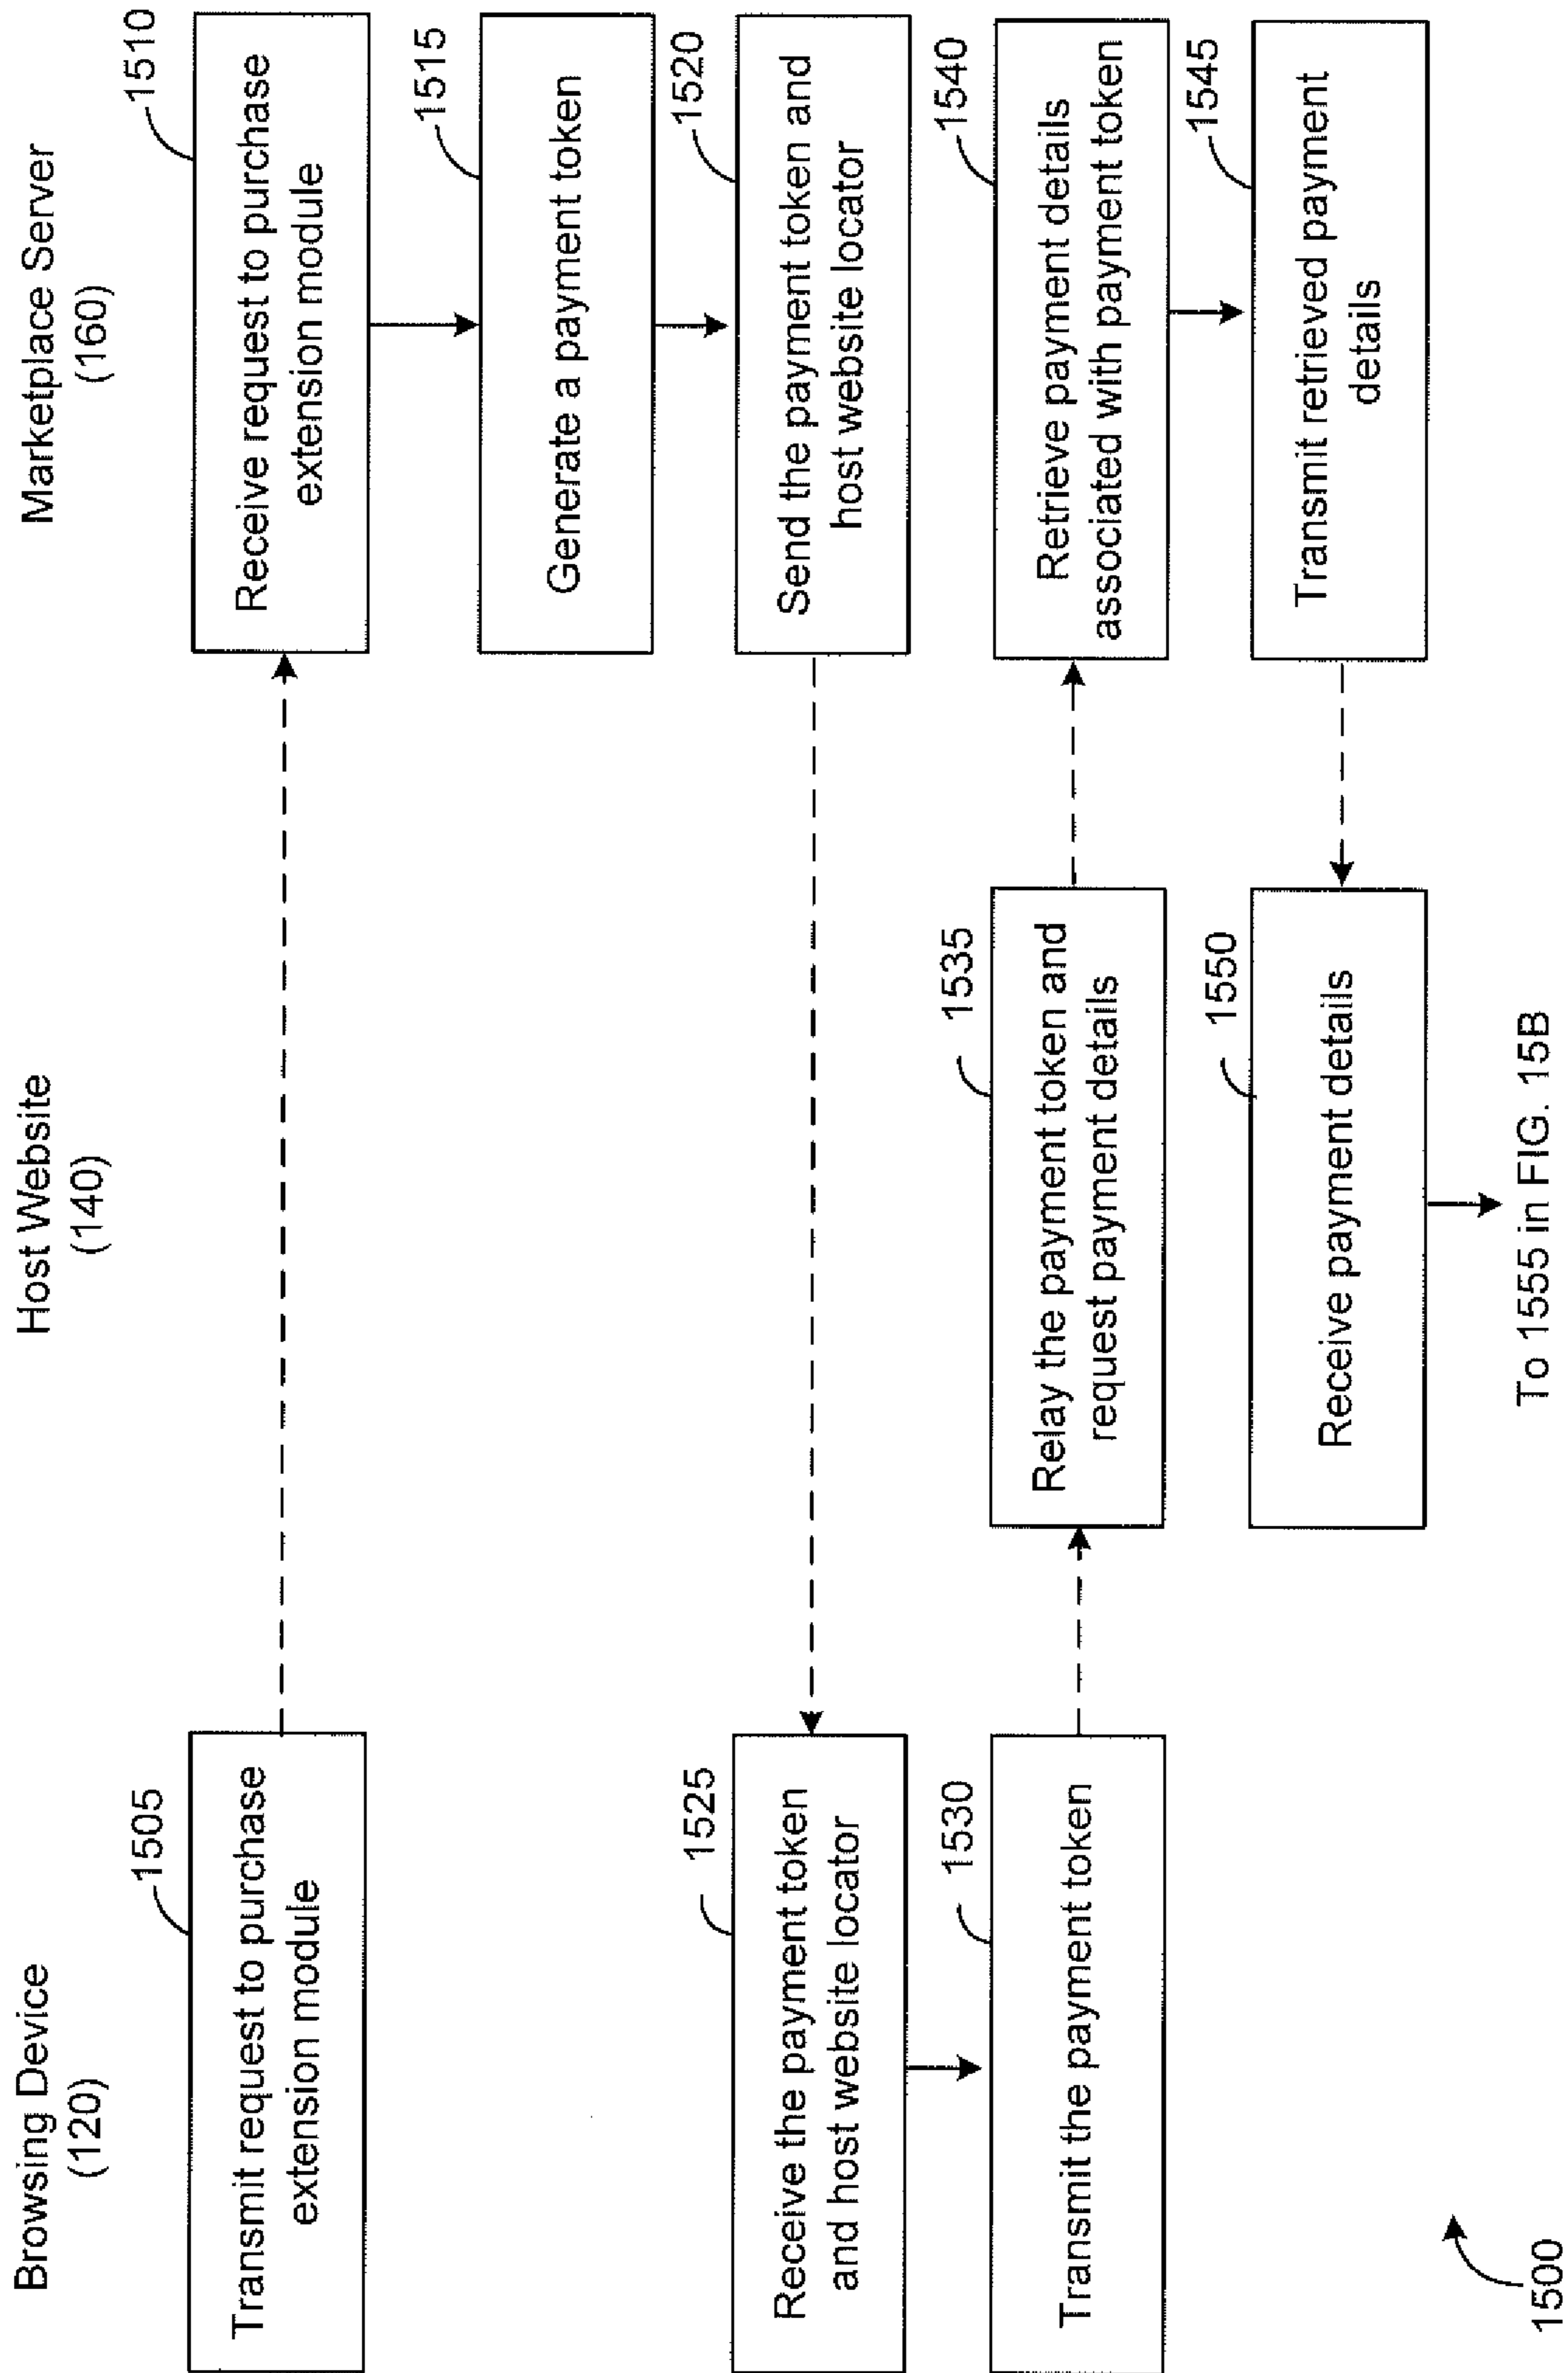 Browsing Device
(120)
Host Website
(140)
Marketplace Server
(160)
1505
Transmit request to purchase
extension module
1510
Receive request to purchase
extension module
1515
Generate a payment token
1520
Send the payment token and
host website locator
1525
Receive the payment token
and host website locator
1530
Transmit the payment token
1535
Relay the payment token and
request payment details
1540
Retrieve payment details
associated with payment token
1545
Transmit retrieved payment
details
1550
Receive payment details
To 1555 in FIG. 15B
1500